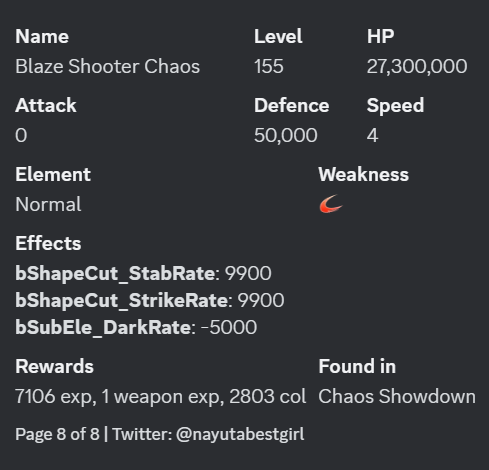 Name Level HP
Blaze Shooter Chaos 155 27,300,000
Attack Defence Speed
0 50,000 4
Element Weakness
Normal
Effects
bShapeCut_StabRate: 9900
bShapeCut_StrikeRate: 9900
bSubEle_DarkRate: -5000
Rewards Found in
7106 exp, 1 weapon exp, 2803 col Chaos Showdown
Page 8 of 8 | Twitter: @nayutabestgirl